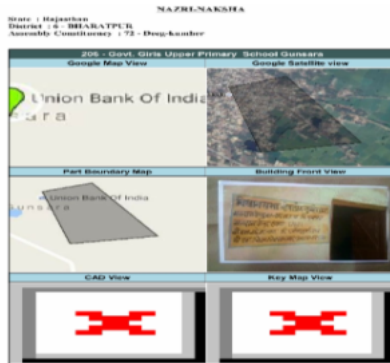 NAZRI-NAKSHA
State : Rajasthan
District : 6 - BHARATPUR
Assembly Constituency : 72 - Deeg-kumher
206 - Govt. Girls Upper Primary School Gunsara
Google Map View
Google Satellite view
Union Bank Of India
ara
Part Boundary Map
Building Front View
Union Bank Of India
unsara
CAD View
Key Map View